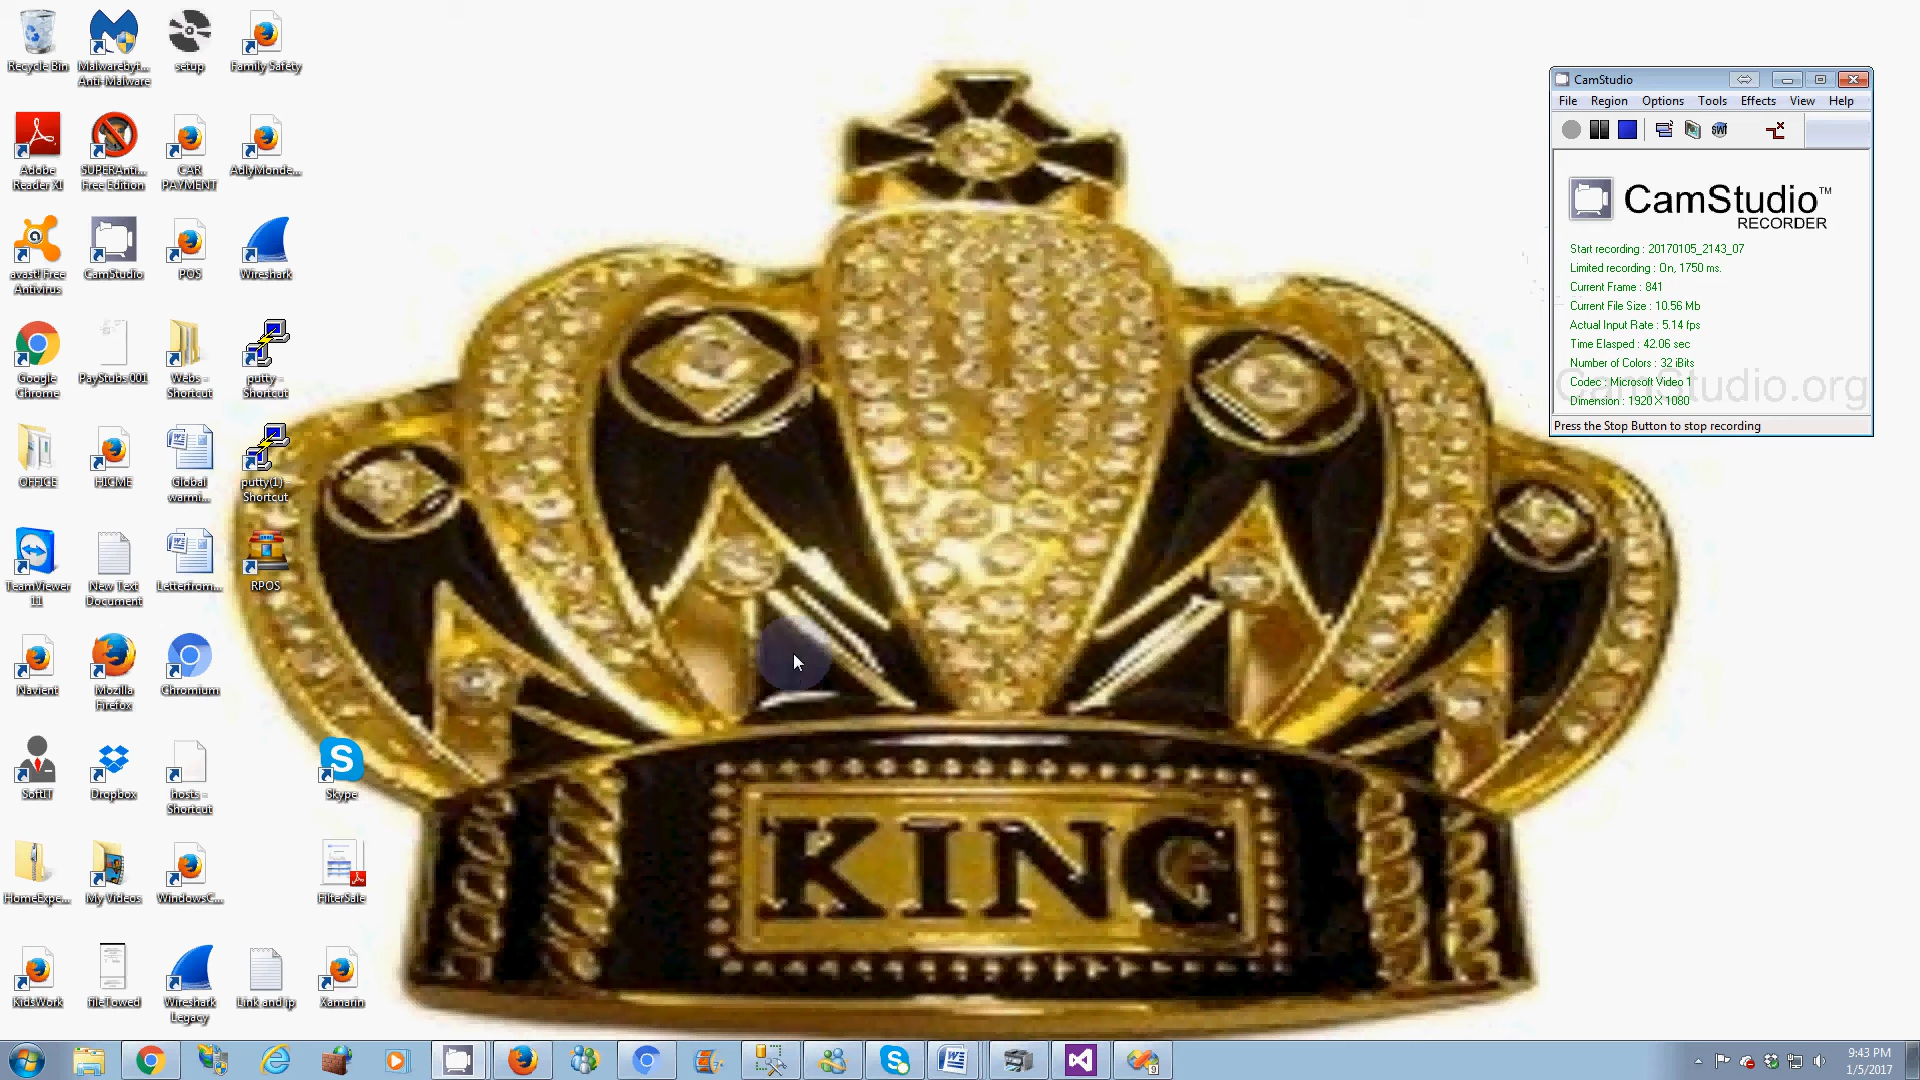 Recycle Bin
Malwarebyt...
Anti-Malware
setup
Family Safety
Adobe
Reader XI
SUPERAnti...
Free Edition
CAR
PAYMENT
AdlyMonde...
avast! Free
Antivirus
CamStudio
POS
Wireshark
Google
Chrome
PayStubs.001
Webs -
Shortcut
putty -
Shortcut
OFFICE
HICME
Global
warmi...
putty(1) -
Shortcut
TeamViewer
11
New Text
Document
Letterfrom...
RPOS
Navient
Mozilla
Firefox
Chromium
SoftIT
Dropbox
hosts -
Shortcut
Skype
HomeExpe...
My Videos
WindowsC...
FilterSale
KidsWork
fileTowed
Wireshark
Legacy
Link and ip
Xamarin
KING
CamStudio
File Region Options Tools Effects View Help
SWf
CamStudio™
RECORDER
Start recording : 20170105_2143_07
Limited recording : On, 1750 ms.
Current Frame : 841
Current File Size : 10.56 Mb
Actual Input Rate : 5.14 fps
Time Elasped : 42.06 sec
Number of Colors : 32 iBits
Codec : Microsoft Video 1
Dimension : 1920 X 1080
CamStudio.org
Press the Stop Button to stop recording
9
9:43 PM
1/5/2017